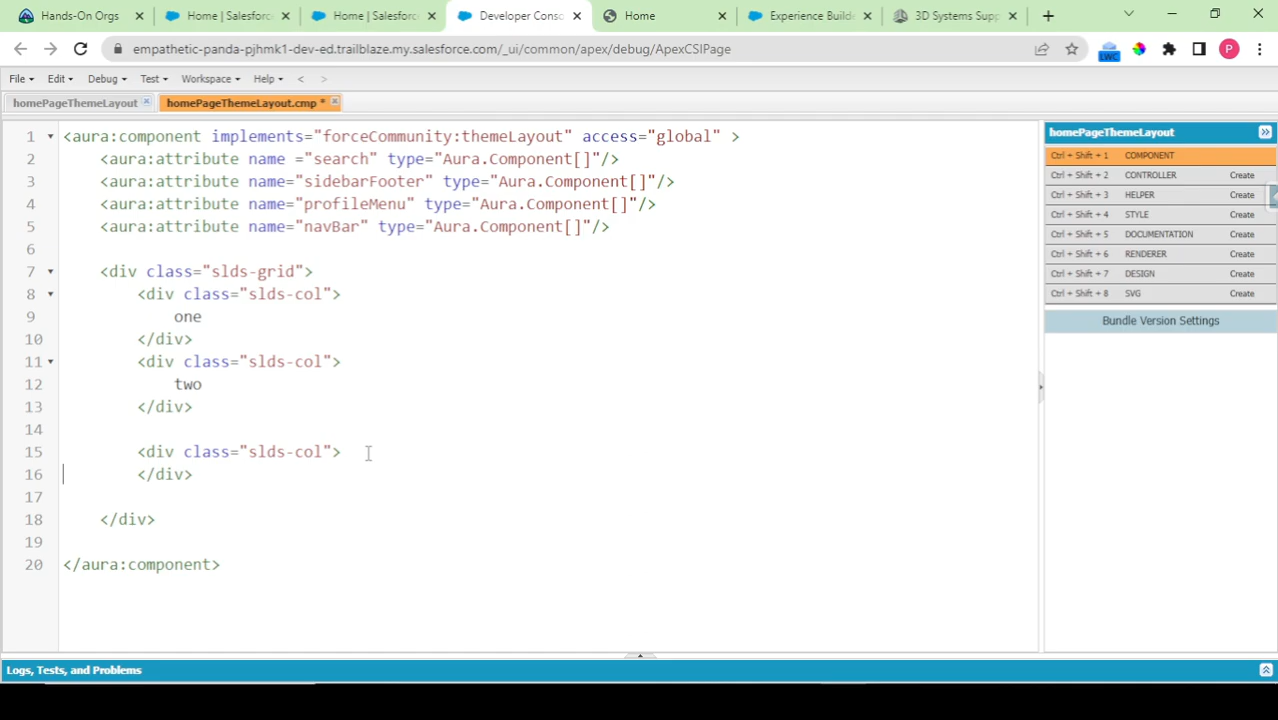 Hands-On Orgs
Home | Salesforc
Home | Salesforc
Developer Conso
Home
Experience Builde
3D Systems Supp
empathetic-panda-pjhmk1-dev-ed.trailblaze.my.salesforce.com/_ui/common/apex/debug/ApexCSIPage
LWC
P
File Edit Debug Test Workspace Help < >
homePageThemeLayout
homePageThemeLayout.cmp *
1 <aura:component implements="forceCommunity:themeLayout" access="global" >
2 <aura:attribute name ="search" type="Aura.Component[]"/>
3 <aura:attribute name="sidebarFooter" type="Aura.Component[]"/>
4 <aura:attribute name="profileMenu" type="Aura.Component[]"/>
5 <aura:attribute name="navBar" type="Aura.Component[]"/>
6
7 <div class="slds-grid">
8 <div class="slds-col">
9 one
10 </div>
11 <div class="slds-col">
12 two
13 </div>
14
15 <div class="slds-col">
16 </div>
17
18 </div>
19
20 </aura:component>
homePageThemeLayout
Ctrl + Shift + 1 COMPONENT
Ctrl + Shift + 2 CONTROLLER Create
Ctrl + Shift + 3 HELPER Create
Ctrl + Shift + 4 STYLE Create
Ctrl + Shift + 5 DOCUMENTATION Create
Ctrl + Shift + 6 RENDERER Create
Ctrl + Shift + 7 DESIGN Create
Ctrl + Shift + 8 SVG Create
Bundle Version Settings
Logs, Tests, and Problems